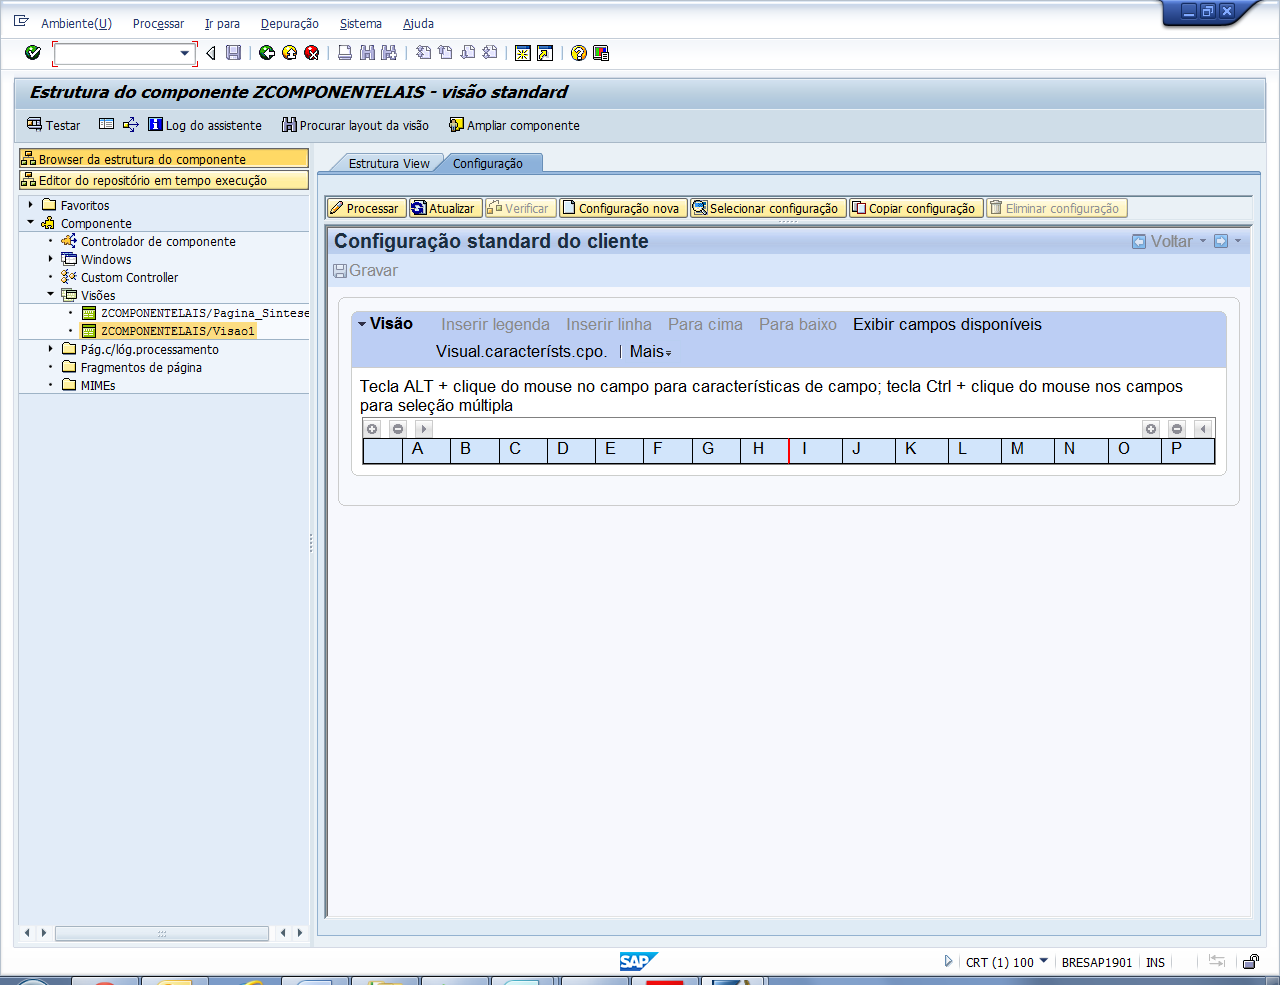 Ambiente(U) Processar Ir para Depuração Sistema Ajuda
Estrutura do componente ZCOMPONENTELAIS - visão standard
Testar Log do assistente Procurar layout da visão Ampliar componente
Browser da estrutura do componente
Editor do repositório em tempo execução
Favoritos
Componente
Controlador de componente
Windows
Custom Controller
Visões
ZCOMPONENTELAIS/Pagina_Sintese
ZCOMPONENTELAIS/Visao1
Pág.c/lóg.processamento
Fragmentos de página
MIMEs
Estrutura View Configuração
Processar Atualizar Verificar Configuração nova Selecionar configuração Copiar configuração Eliminar configuração
Configuração standard do cliente Voltar
Gravar
Visão Inserir legenda Inserir linha Para cima Para baixo Exibir campos disponíveis
Visual.característs.cpo. Mais
Tecla ALT + clique do mouse no campo para características de campo; tecla Ctrl + clique do mouse nos campos
para seleção múltipla
A B C D E F G H I J K L M N O P
SAP CRT (1) 100 BRESAP1901 INS